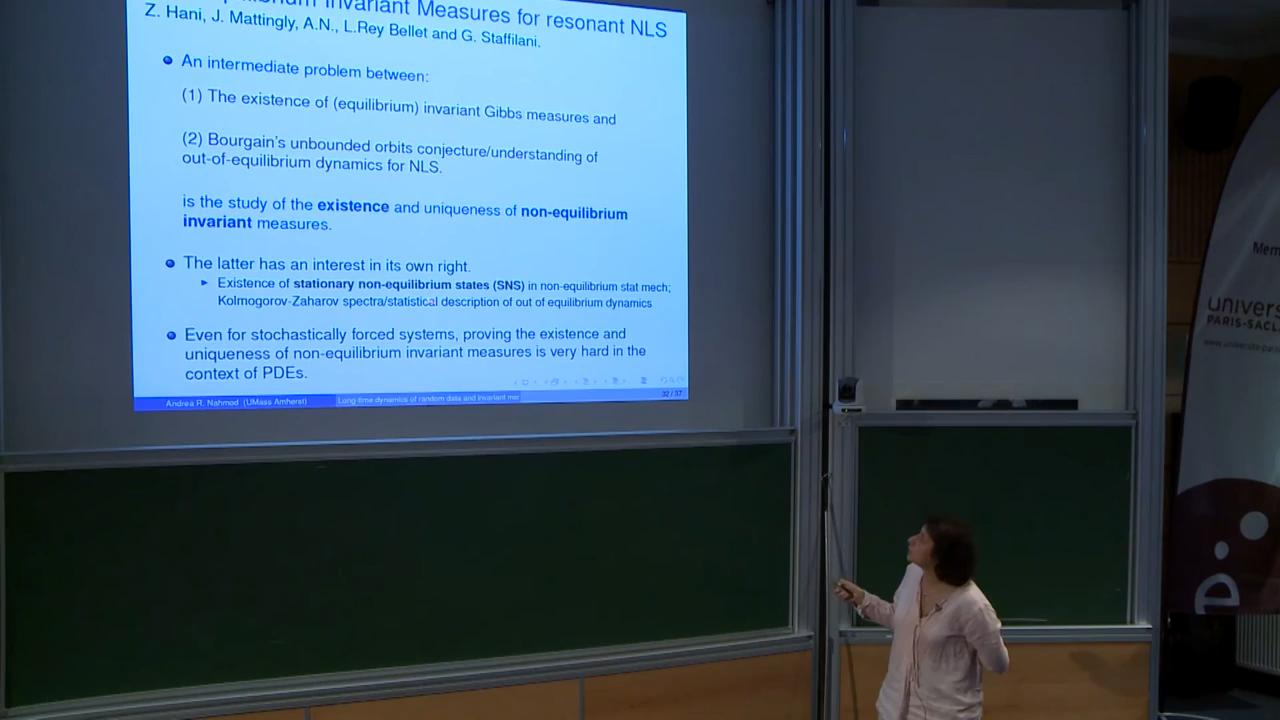 Invariant Measures for resonant NLS
Z. Hani, J. Mattingly, A.N., L.Rey Bellet and G. Staffilani.
An intermediate problem between:
(1) The existence of (equilibrium) invariant Gibbs measures and
(2) Bourgain's unbounded orbits conjecture/understanding of
out-of-equilibrium dynamics for NLS.
is the study of the existence and uniqueness of non-equilibrium
invariant measures.
The latter has an interest in its own right.
Existence of stationary non-equilibrium states (SNS) in non-equilibrium stat mech;
Kolmogorov-Zaharov spectra/statistical description of out of equilibrium dynamics
Even for stochastically forced systems, proving the existence and
uniqueness of non-equilibrium invariant measures is very hard in the
context of PDEs.
Andrea R. Nahmod (UMass Amherst) Long-time dynamics of random data and invariant 32 / 37
Mem
univers
PARIS-SACL
e